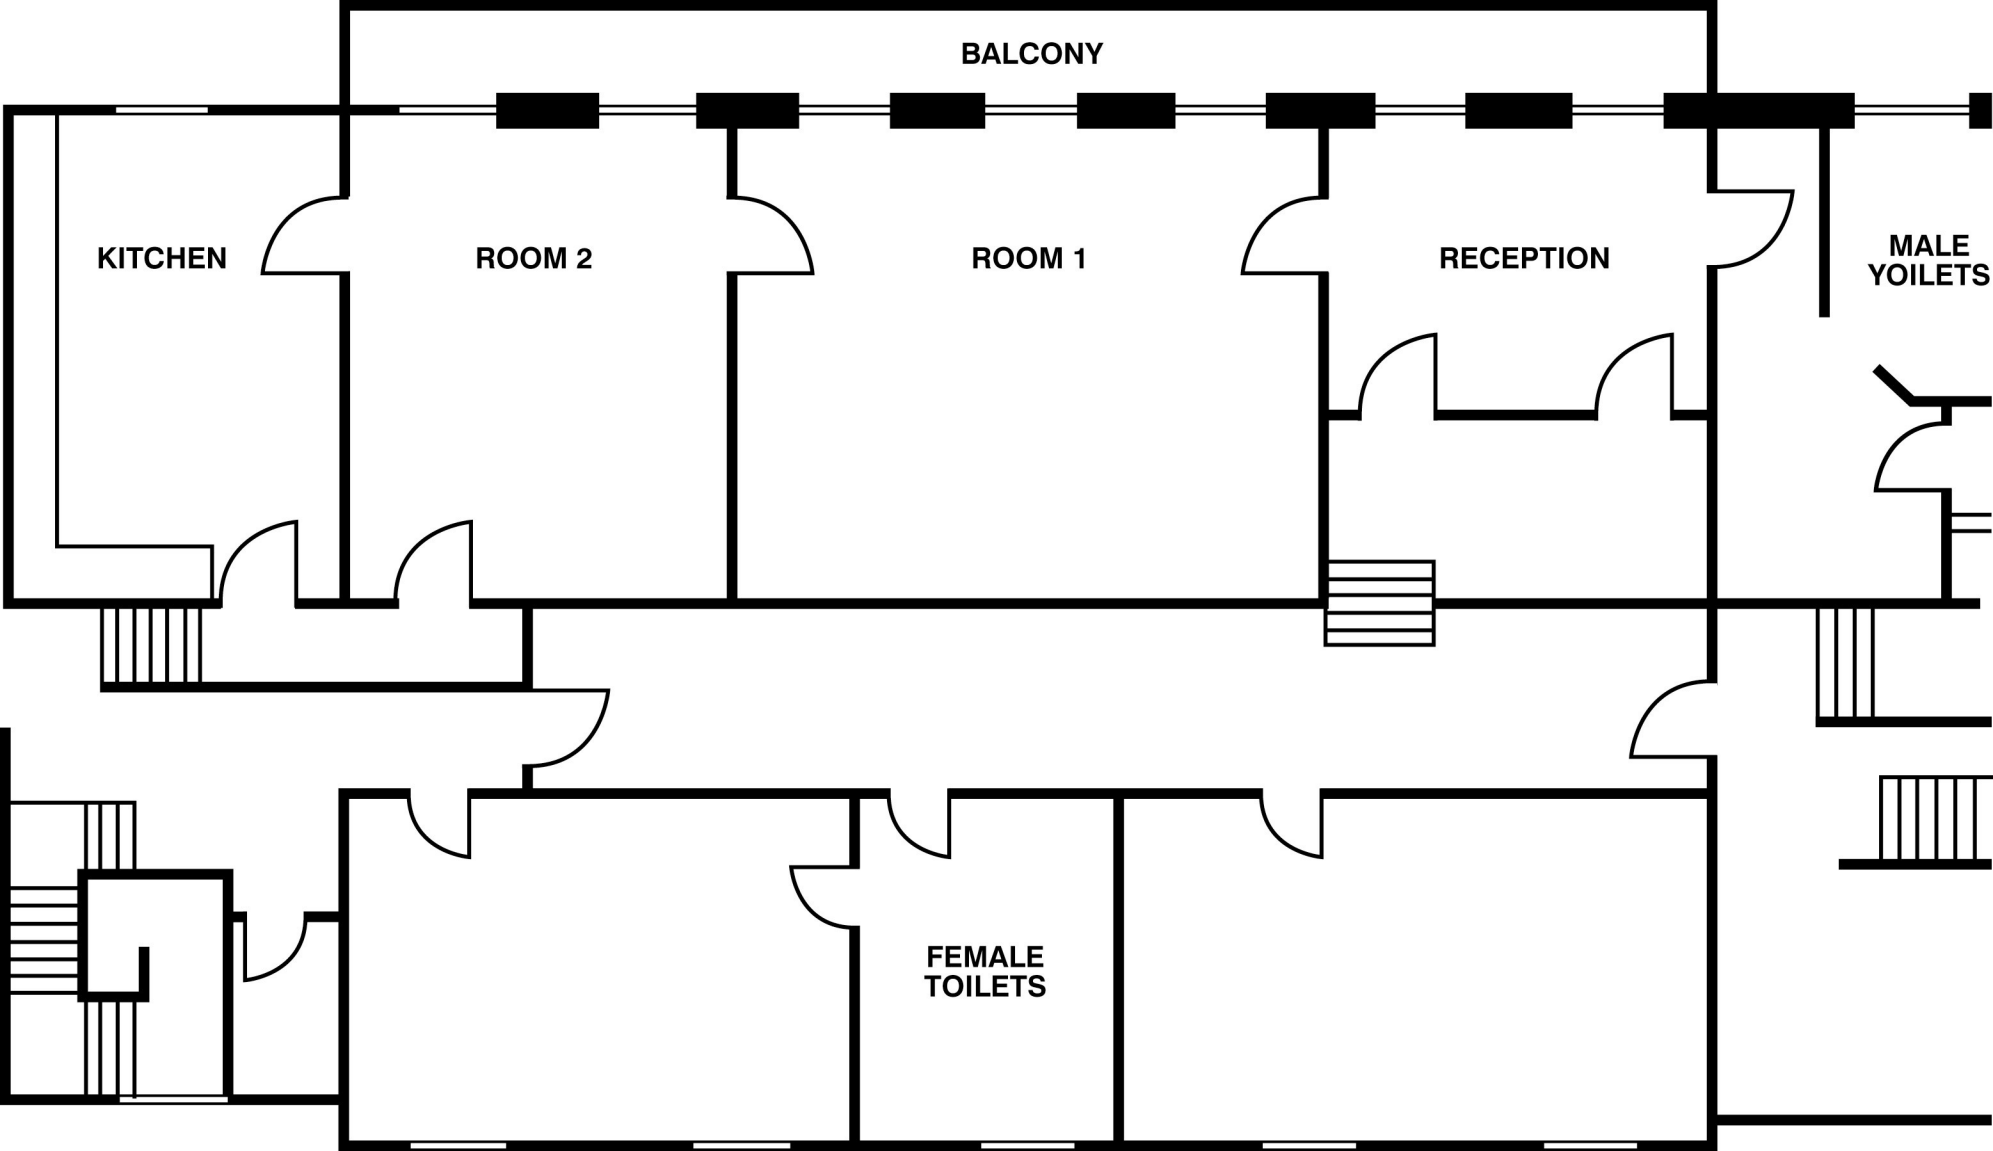 BALCONY
KITCHEN
ROOM 2
ROOM 1
RECEPTION
MALE
YOILETS
FEMALE
TOILETS